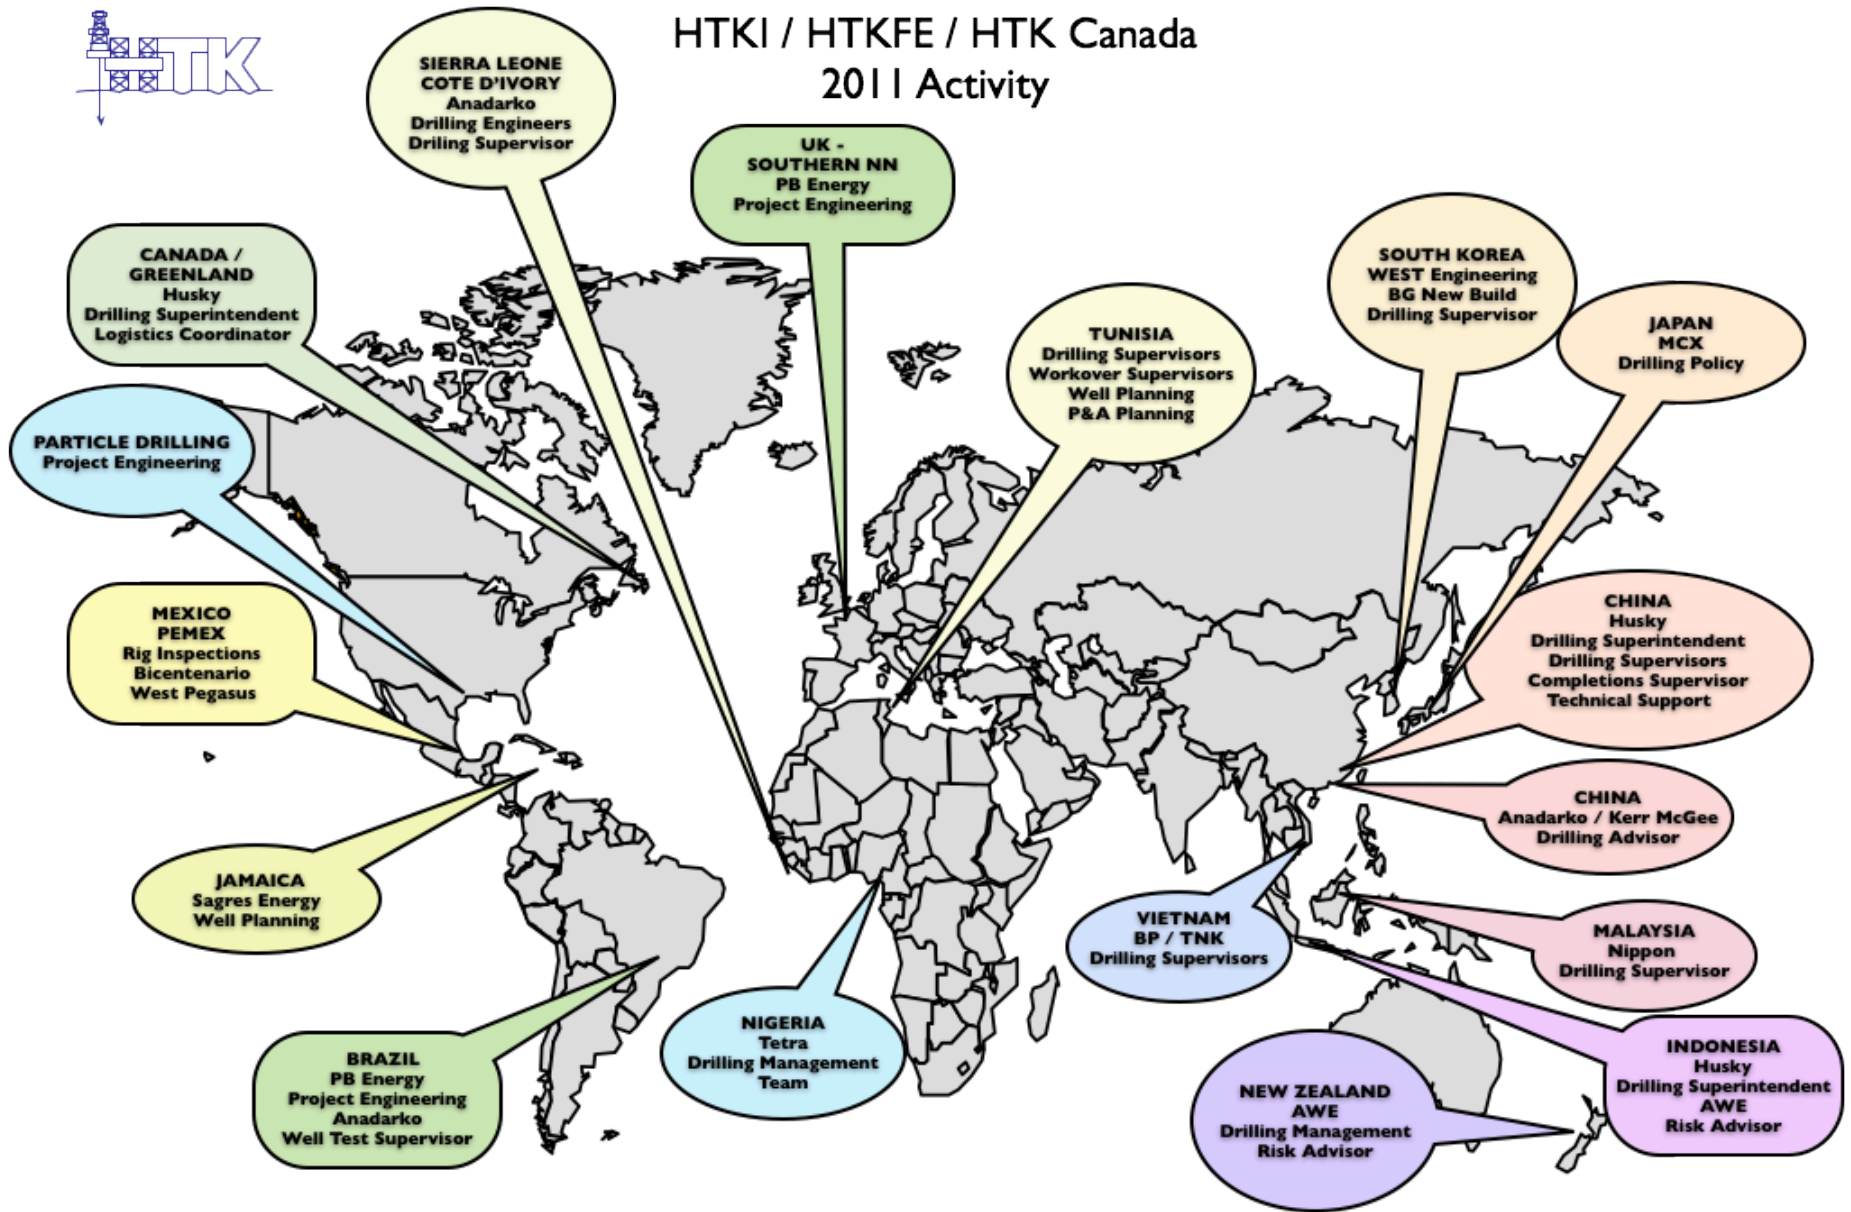 HTK
HTKI / HTKFE / HTK Canada
2011 Activity
SIERRA LEONE
COTE D'IVORY
Anadarko
Drilling Engineers
Driling Supervisor
UK -
SOUTHERN NN
PB Energy
Project Engineering
CANADA /
GREENLAND
Husky
Drilling Superintendent
Logistics Coordinator
SOUTH KOREA
WEST Engineering
BG New Build
Drilling Supervisor
TUNISIA
Drilling Supervisors
Workover Supervisors
Well Planning
P&A Planning
JAPAN
MCX
Drilling Policy
PARTICLE DRILLING
Project Engineering
MEXICO
PEMEX
Rig Inspections
Bicentenario
West Pegasus
CHINA
Husky
Drilling Superintendent
Drilling Supervisors
Completions Supervisor
Technical Support
CHINA
Anadarko / Kerr McGee
Drilling Advisor
JAMAICA
Sagres Energy
Well Planning
VIETNAM
BP / TNK
Drilling Supervisors
MALAYSIA
Nippon
Drilling Supervisor
NIGERIA
Tetra
Drilling Management
Team
BRAZIL
PB Energy
Project Engineering
Anadarko
Well Test Supervisor
NEW ZEALAND
AWE
Drilling Management
Risk Advisor
INDONESIA
Husky
Drilling Superintendent
AWE
Risk Advisor